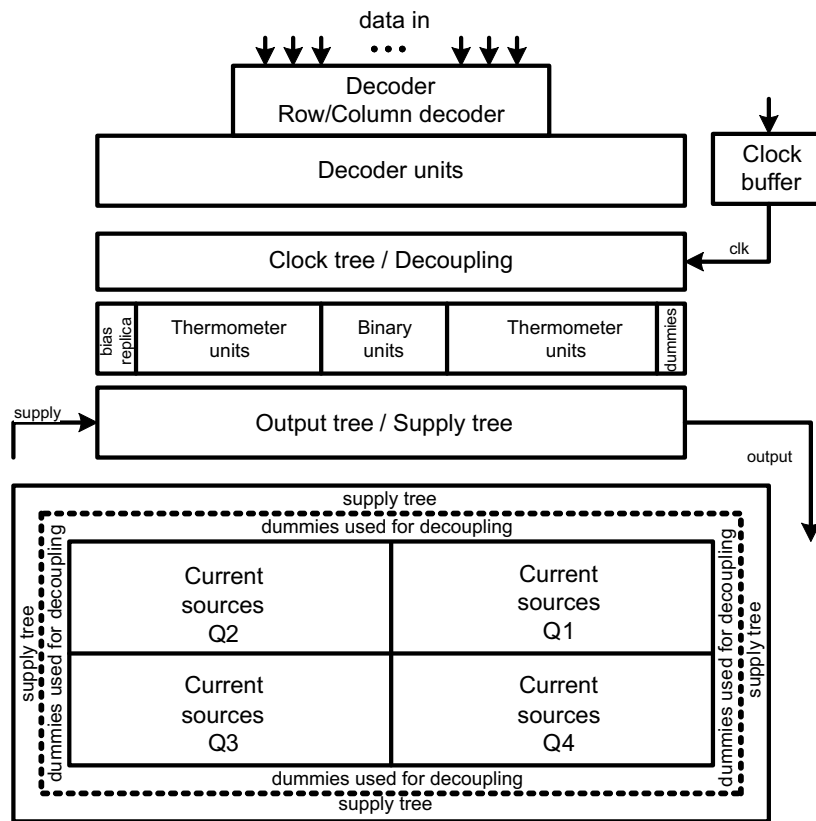 data in
Decoder
Row/Column decoder
Decoder units
Clock
buffer
clk
Clock tree / Decoupling
bias
replica
Thermometer
units
Binary
units
Thermometer
units
dummies
supply
Output tree / Supply tree
output
supply tree
dummies used for decoupling
supply tree
dummies used for decoupling
Current
sources
Q2
Current
sources
Q1
dummies used for decoupling
supply tree
Current
sources
Q3
Current
sources
Q4
dummies used for decoupling
supply tree